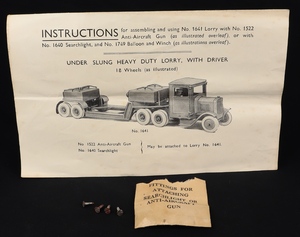 INSTRUCTIONS for assembling and using No. 1641 Lorry with No. 1522
Anti-Aircraft Gun (as illustrated overleaf), or with
No. 1640 Searchlight, and No. 1749 Balloon and Winch (as illustrations overleaf)
UNDER SLUNG HEAVY DUTY LORRY, WITH DRIVER
18 Wheels (as illustrated)
No. 1641
No. 1522 Anti-Aircraft Gun
No. 1640 Searchlight
May be attached to Lorry No. 1641.
FITTINGS FOR
ATTACHING
SEARCHLIGHT OR
ANTI-AIRCRAFT
GUN